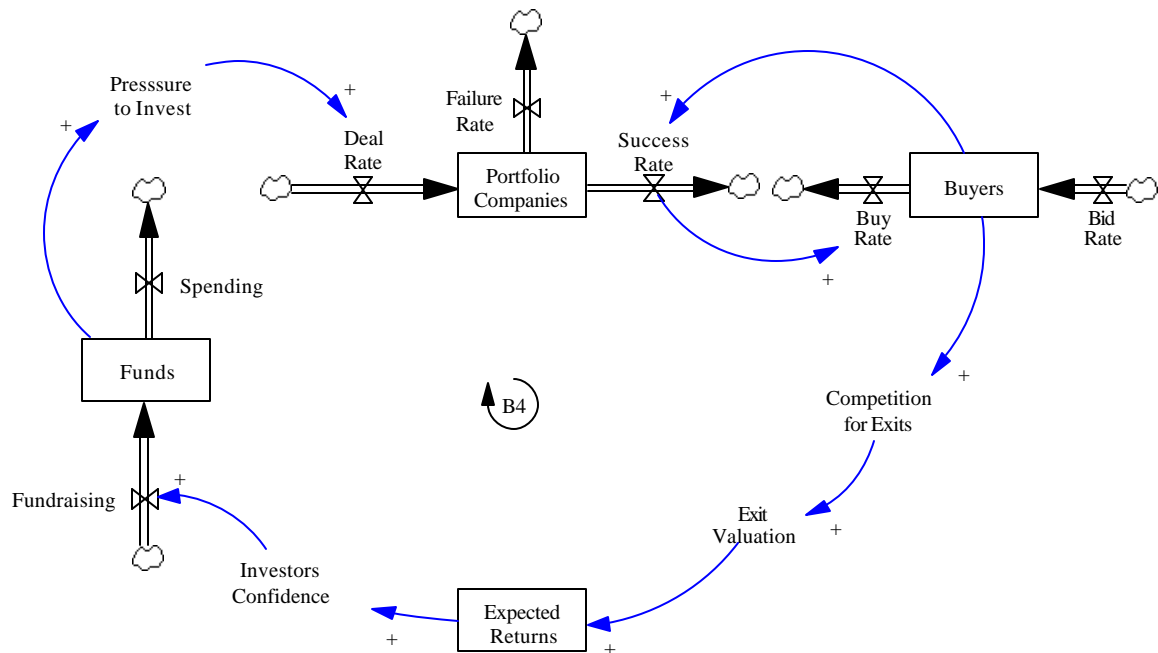 Presssure
to Invest
+
+
Deal
Rate
Failure
Rate
Portfolio
Companies
Success
Rate
+
Buyers
Buy
Rate
+
Bid
Rate
Spending
Funds
B4
+
Competition
for Exits
Fundraising
+
Exit
Valuation
+
Investors
Confidence
Expected
Returns
+
+